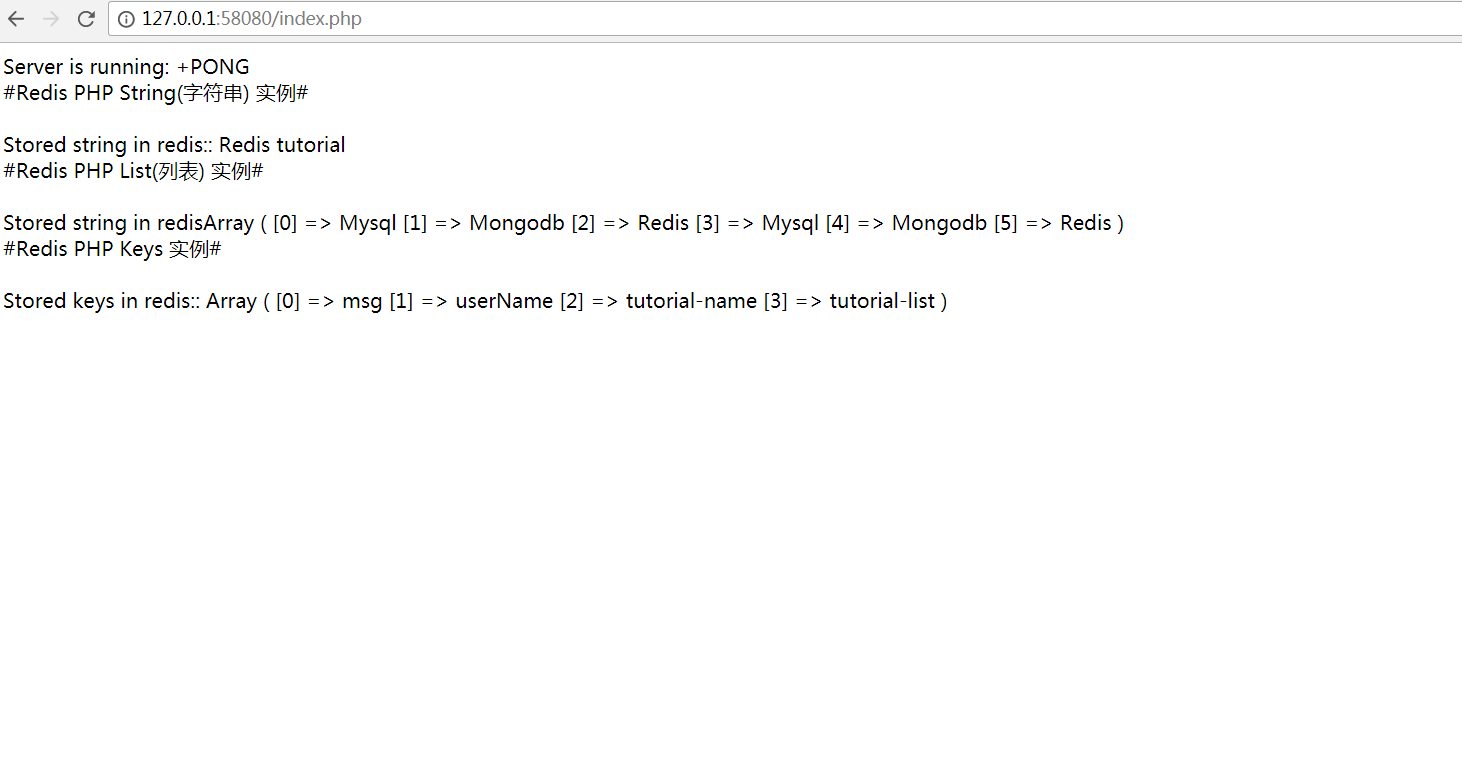 127.0.0.1:58080/index.php
Server is running: +PONG
#Redis PHP String(字符串) 实例#
Stored string in redis:: Redis tutorial
#Redis PHP List(列表) 实例#
Stored string in redisArray ( [0] => Mysql [1] => Mongodb [2] => Redis [3] => Mysql [4] => Mongodb [5] => Redis )
#Redis PHP Keys 实例#
Stored keys in redis:: Array ( [0] => msg [1] => userName [2] => tutorial-name [3] => tutorial-list )